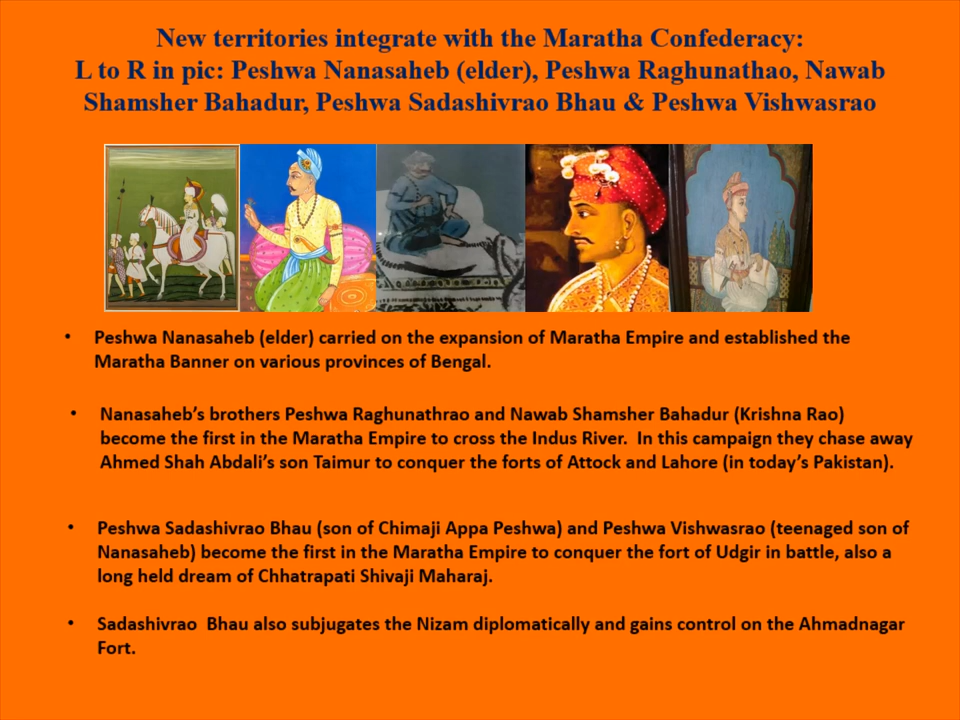 New territories integrate with the Maratha Confederacy:
L to R in pic: Peshwa Nanasaheb (elder), Peshwa Raghunathao, Nawab
Shamsher Bahadur, Peshwa Sadashivrao Bhau & Peshwa Vishwasrao
• Peshwa Nanasaheb (elder) carried on the expansion of Maratha Empire and established the
Maratha Banner on various provinces of Bengal.
• Nanasaheb’s brothers Peshwa Raghunathrao and Nawab Shamsher Bahadur (Krishna Rao)
become the first in the Maratha Empire to cross the Indus River. In this campaign they chase away
Ahmed Shah Abdali’s son Taimur to conquer the forts of Attock and Lahore (in today’s Pakistan).
• Peshwa Sadashivrao Bhau (son of Chimaji Appa Peshwa) and Peshwa Vishwasrao (teenaged son of
Nanasaheb) become the first in the Maratha Empire to conquer the fort of Udgir in battle, also a
long held dream of Chhatrapati Shivaji Maharaj.
• Sadashivrao Bhau also subjugates the Nizam diplomatically and gains control on the Ahmadnagar
Fort.